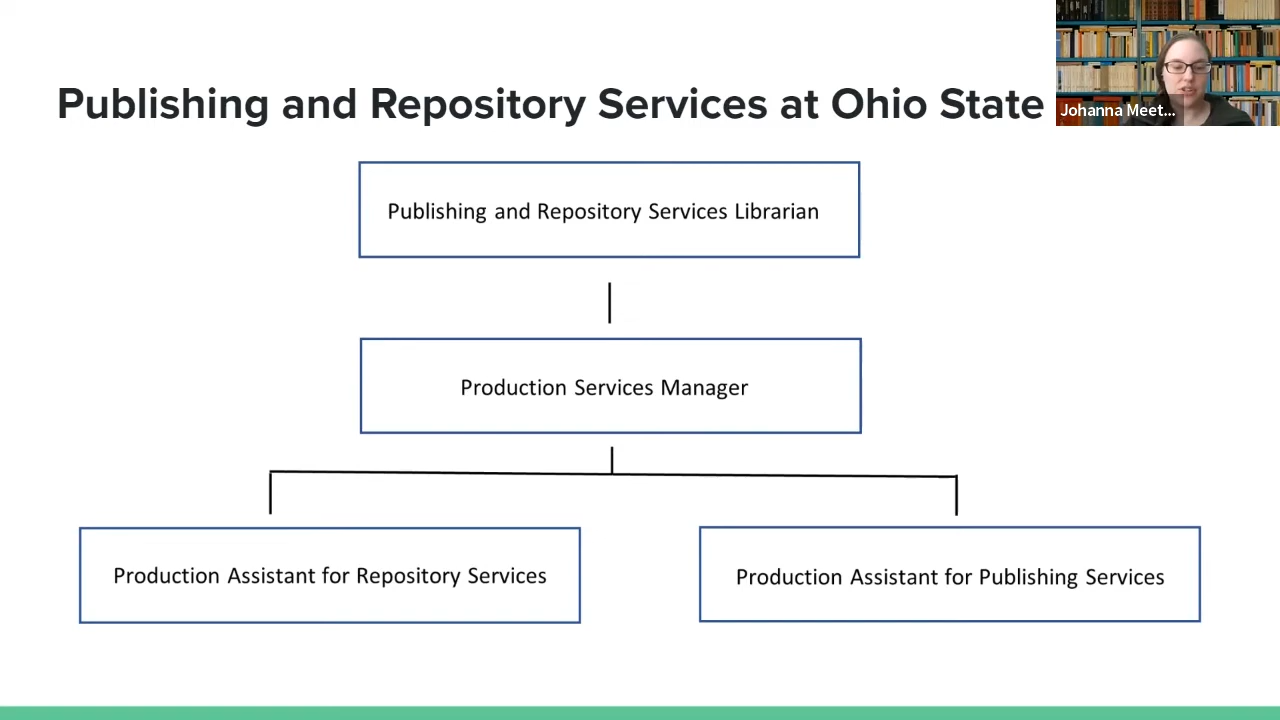 Publishing and Repository Services at Ohio State
Johanna Meet...
Publishing and Repository Services Librarian
Production Services Manager
Production Assistant for Repository Services
Production Assistant for Publishing Services